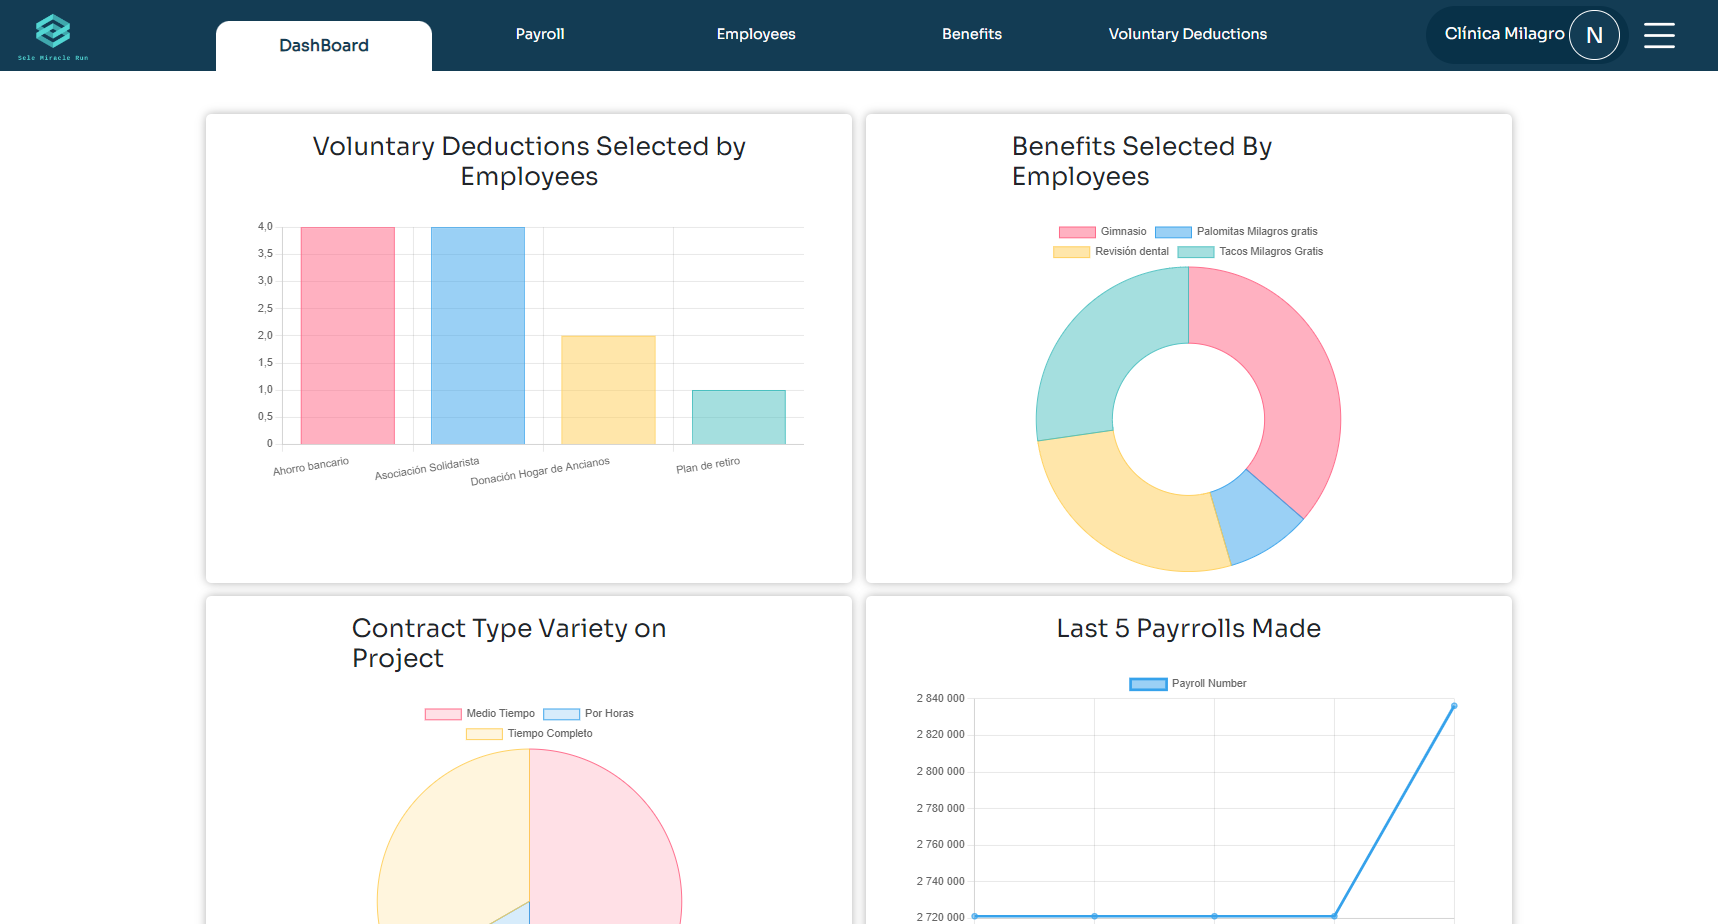 Sele Miracle Run
DashBoard
Payroll
Employees
Benefits
Voluntary Deductions
Clínica Milagro
N
Voluntary Deductions Selected by
Employees
4,0
3,5
3,0
2,5
2,0
1,5
1,0
0,5
0
Ahorro bancario
Asociación Solidarista
Donación Hogar de Ancianos
Plan de retiro
Benefits Selected By
Employees
Gimnasio
Palomitas Milagros gratis
Revisión dental
Tacos Milagros Gratis
Contract Type Variety on
Project
Medio Tiempo
Por Horas
Tiempo Completo
Last 5 Payrrolls Made
Payroll Number
2 840 000
2 820 000
2 800 000
2 780 000
2 760 000
2 740 000
2 720 000